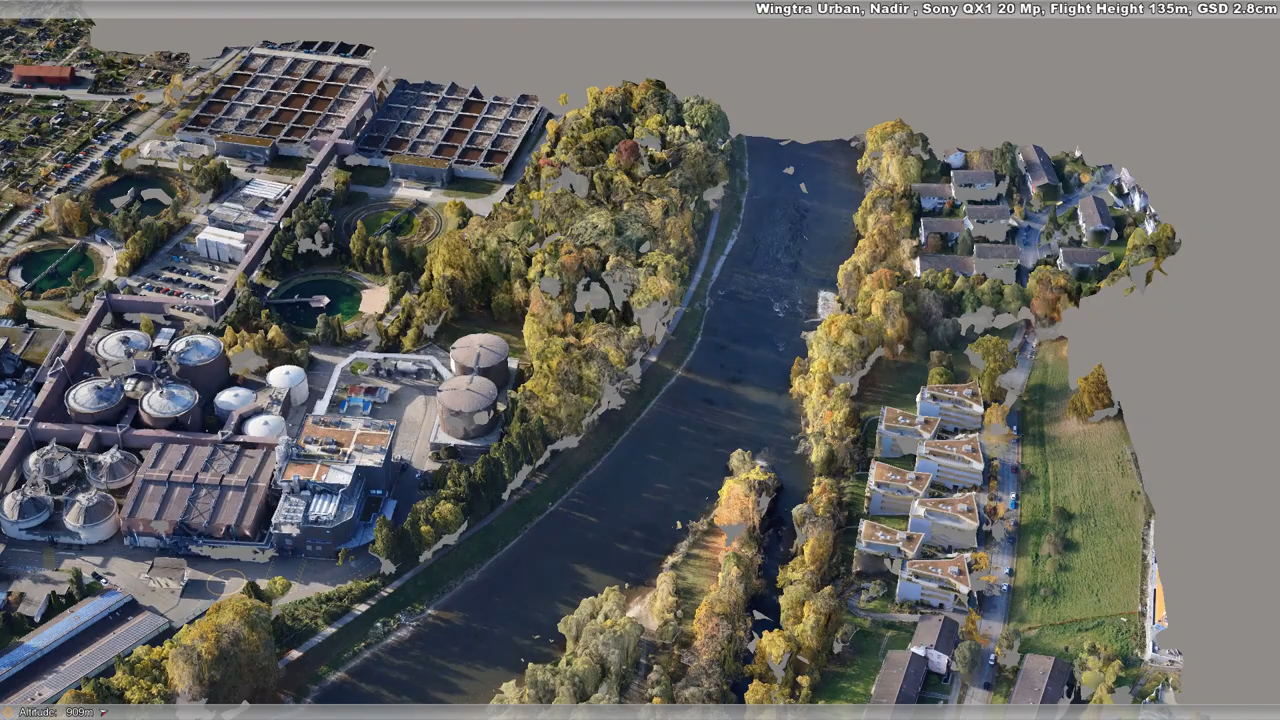 Wingtra Urban, Nadir , Sony QX1 20 Mp, Flight Height 135m, GSD 2.8cm
Altitude: 909m